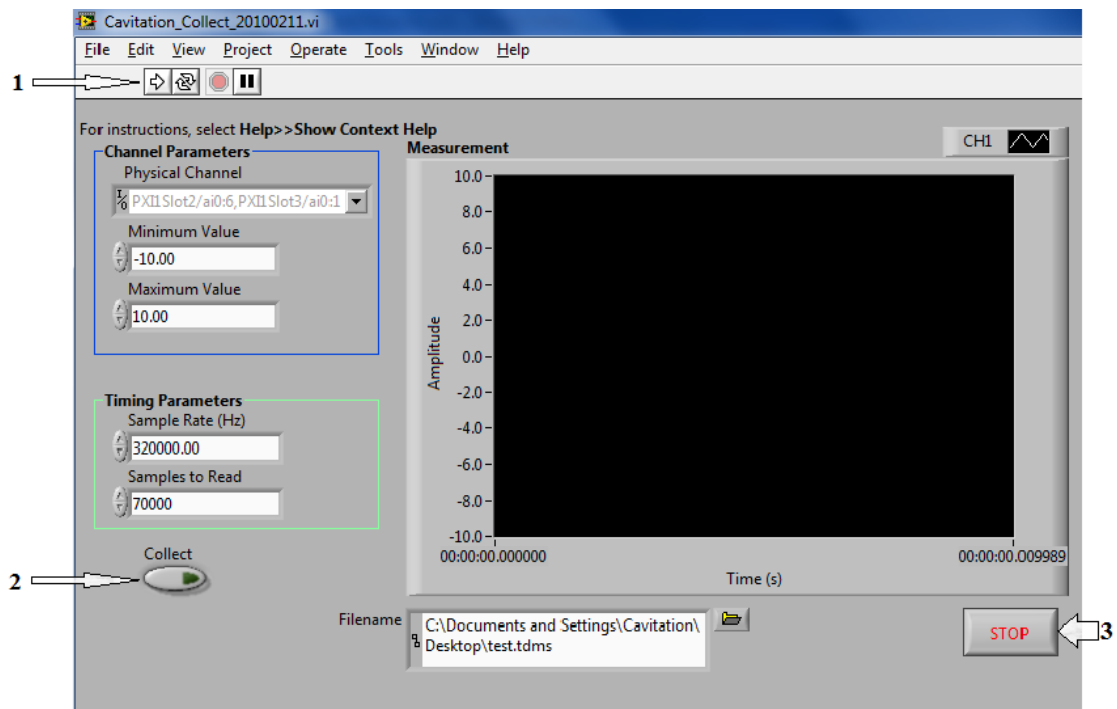 Cavitation_Collect_20100211.vi
File Edit View Project Operate Tools Window Help
1
For instructions, select Help>>Show Context Help
Channel Parameters
Physical Channel
I/O PXI1Slot2/ai0:6,PXI1Slot3/ai0:1
Minimum Value
-10.00
Maximum Value
10.00
Timing Parameters
Sample Rate (Hz)
320000.00
Samples to Read
70000
Collect
2
Measurement
CH1
Amplitude
10.0
8.0
6.0
4.0
2.0
0.0
-2.0
-4.0
-6.0
-8.0
-10.0
00:00:00.000000
00:00:00.009989
Time (s)
Filename
C:\Documents and Settings\Cavitation\
Desktop\test.tdms
STOP
3